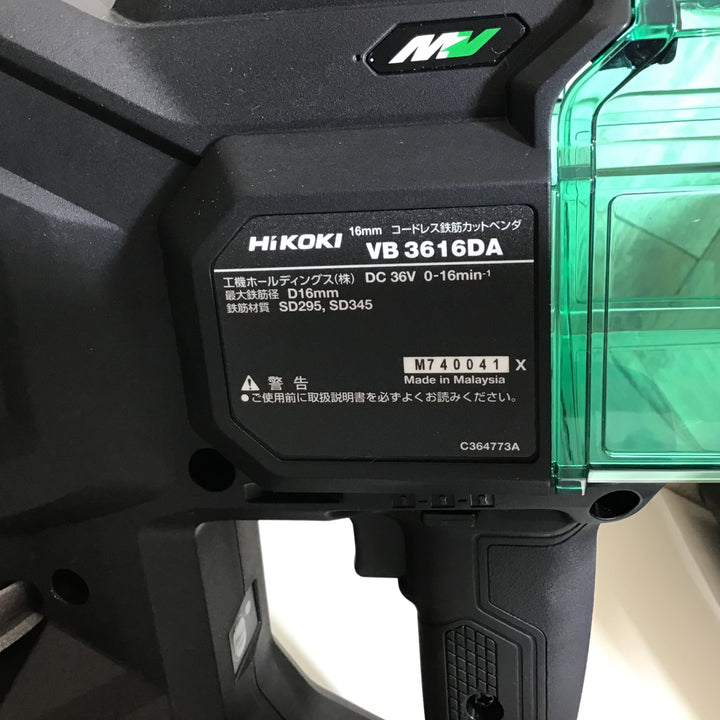 MV
HiKOKI 16mm コードレス鉄筋カットベンダ
VB 3616DA
工機ホールディングス(株) DC 36V 0-16min⁻¹
最大鉄筋径 D16mm
鉄筋材質 SD295, SD345
M740041 X
Made in Malaysia
⚠ 警告
●ご使用前に取扱説明書を必ずよくお読みください。
C364773A